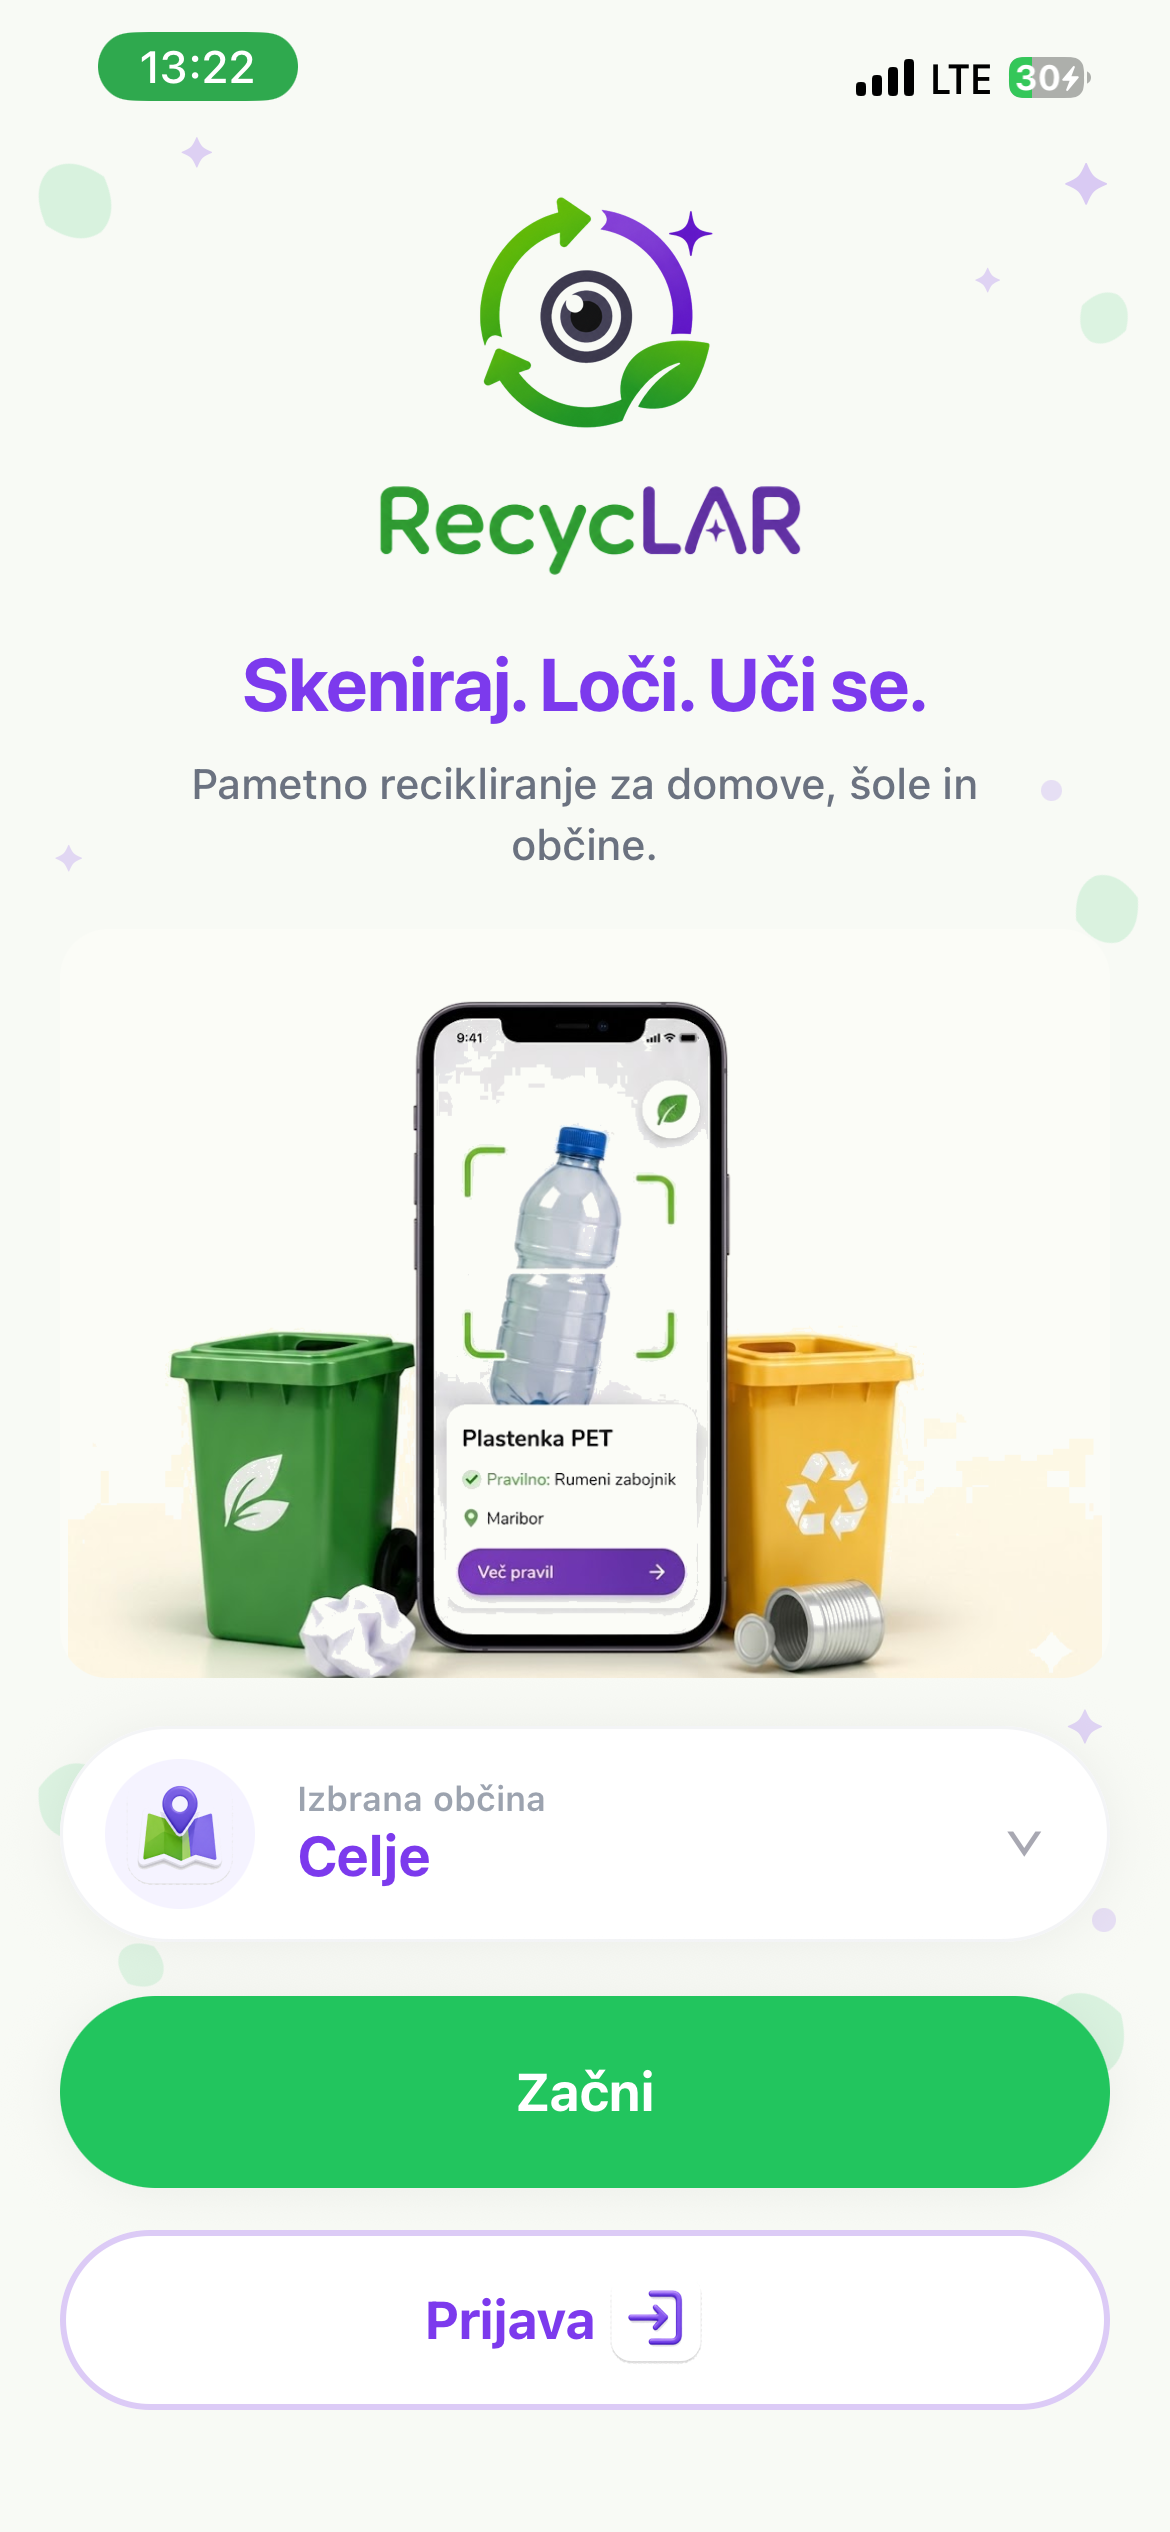 13:22
LTE 30
RecycLAR
Skeniraj. Loči. Uči se.
Pametno recikliranje za domove, šole in
občine.
9:41
Plastenka PET
Pravilno: Rumeni zabojnik
Maribor
Več pravil
Izbrana občina
Celje
Začni
Prijava